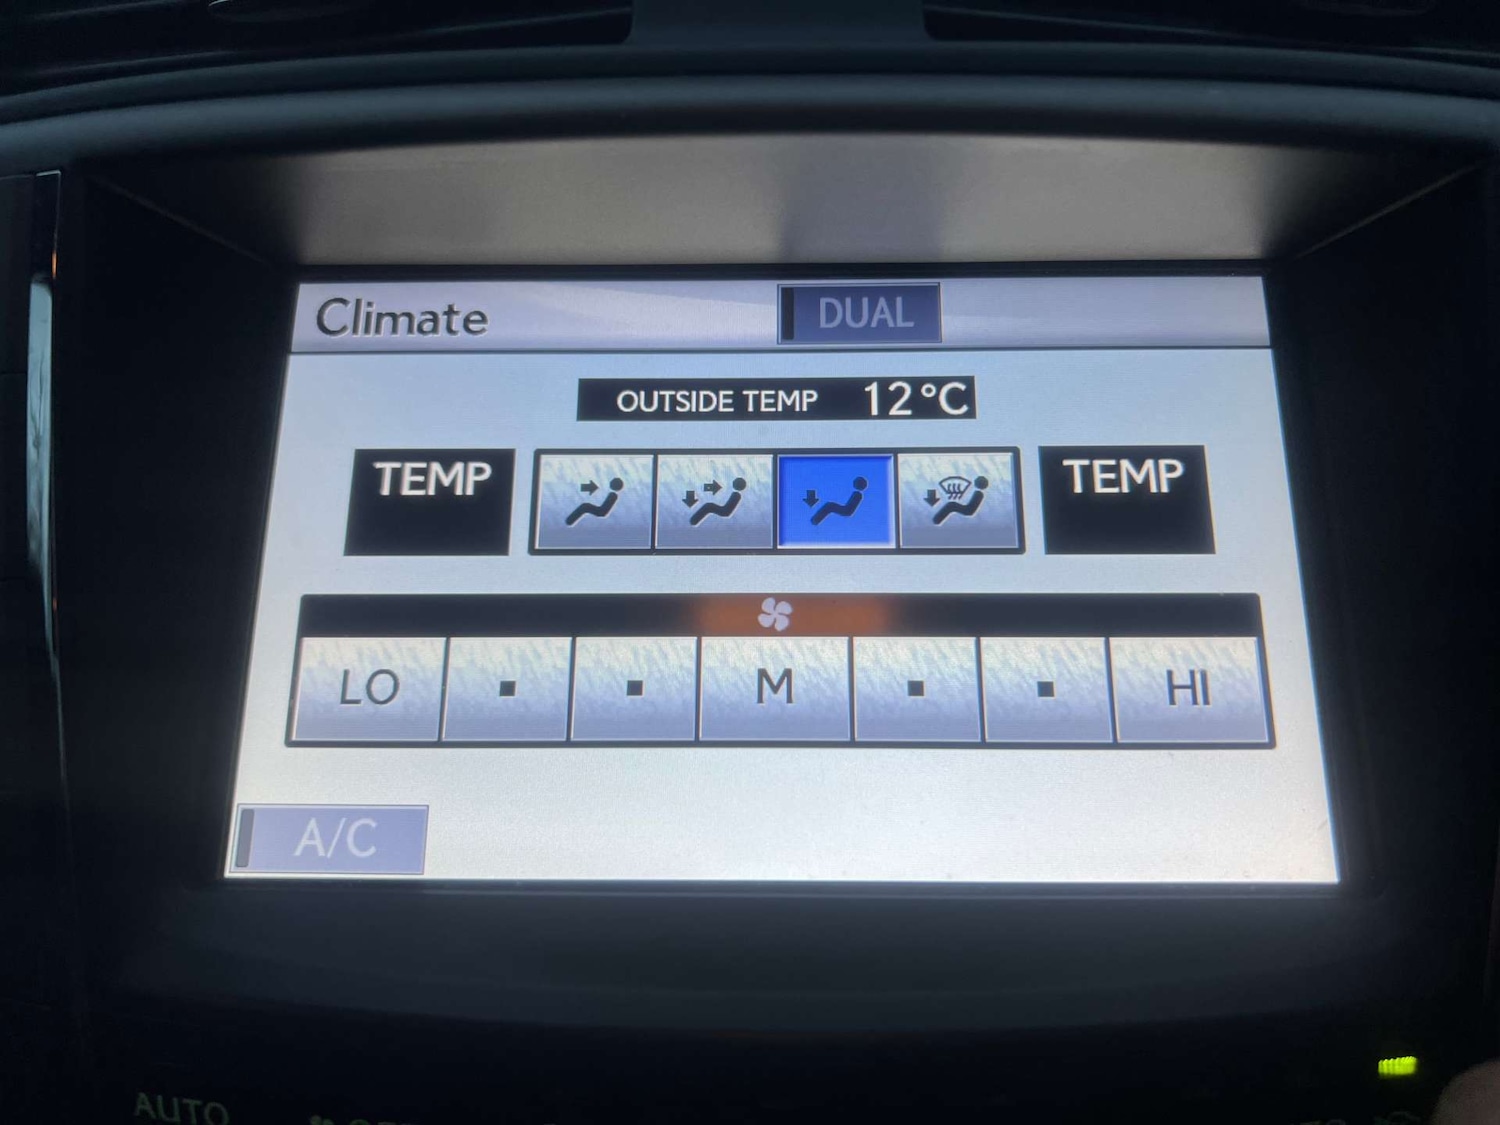 Climate DUAL
OUTSIDE TEMP 12°C
TEMP TEMP
LO M HI
A/C
AUTO